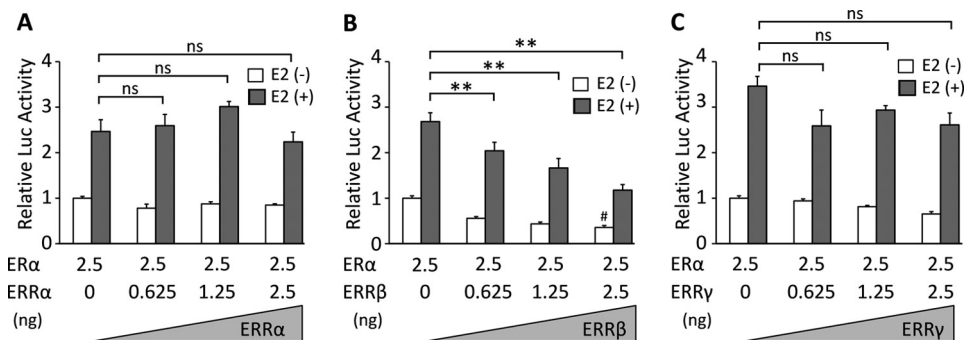 A
ns
ns
ns
E2 (-)
E2 (+)
Relative Luc Activity
4
3
2
1
0
ERα 2.5 2.5 2.5 2.5
ERRα 0 0.625 1.25 2.5
(ng)
ERRα
B
**
**
**
E2 (-)
E2 (+)
Relative Luc Activity
4
3
2
1
0
#
ERα 2.5 2.5 2.5 2.5
ERRβ 0 0.625 1.25 2.5
(ng)
ERRβ
C
ns
ns
ns
E2 (-)
E2 (+)
Relative Luc Activity
4
3
2
1
0
ERα 2.5 2.5 2.5 2.5
ERRγ 0 0.625 1.25 2.5
(ng)
ERRγ